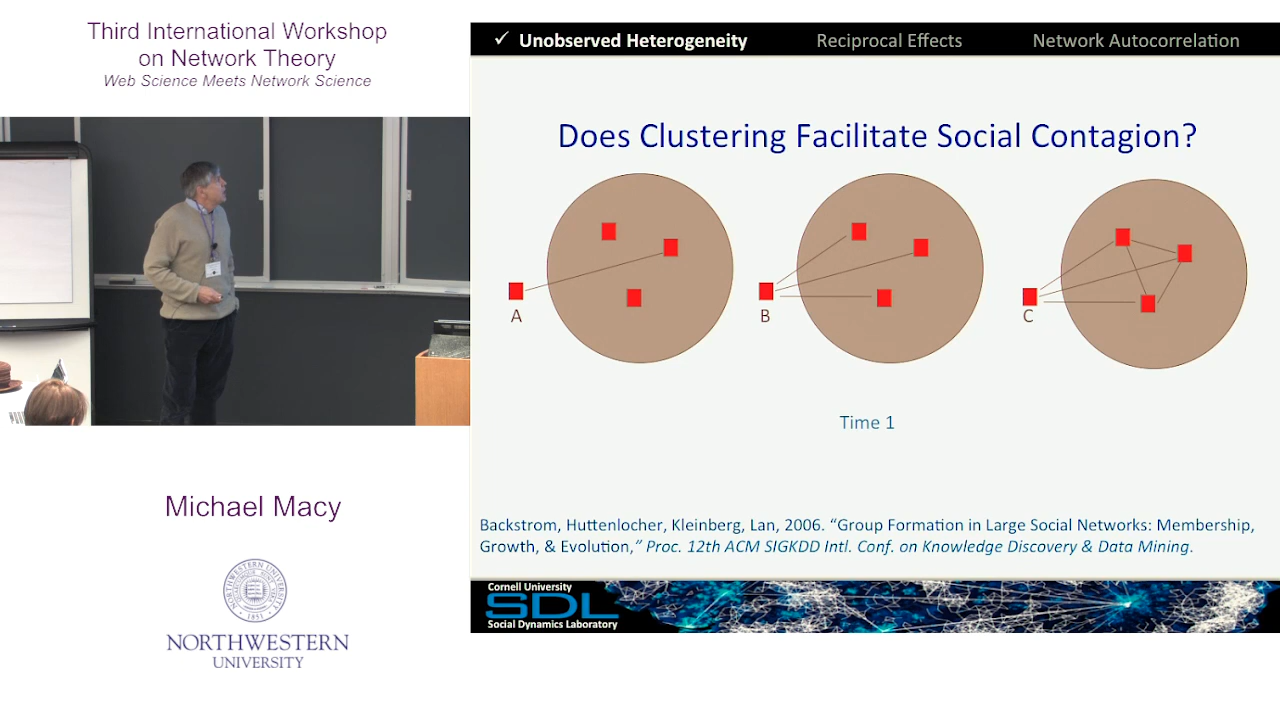 Third International Workshop
on Network Theory
Web Science Meets Network Science
Michael Macy
NORTHWESTERN
UNIVERSITY
✓ Unobserved Heterogeneity Reciprocal Effects Network Autocorrelation
Does Clustering Facilitate Social Contagion?
A B C
Time 1
Backstrom, Huttenlocher, Kleinberg, Lan, 2006. “Group Formation in Large Social Networks: Membership,
Growth, & Evolution,” Proc. 12th ACM SIGKDD Intl. Conf. on Knowledge Discovery & Data Mining.
Cornell University
SDL
Social Dynamics Laboratory